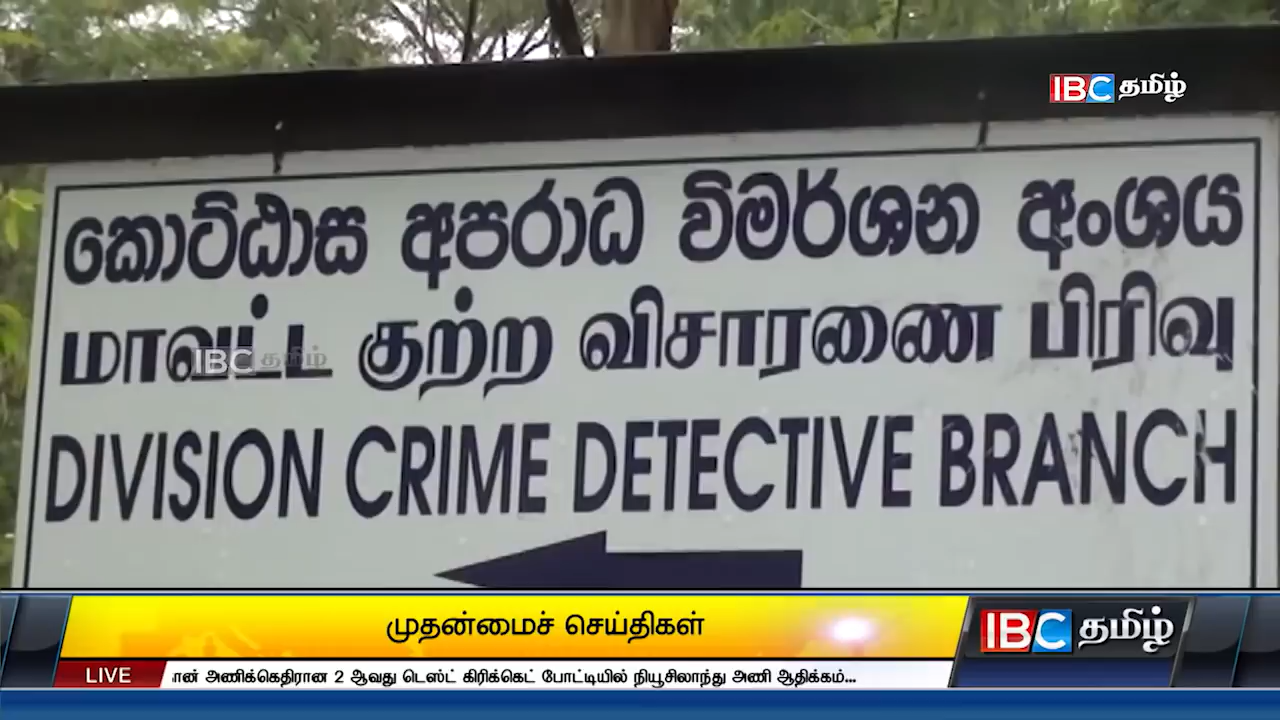 IBC தமிழ்
කොට්ඨාස අපරාධ විමර්ශන අංශය
மாவட்ட குற்ற விசாரணை பிரிவு
IBC தமிழ்
DIVISION CRIME DETECTIVE BRANCH
முதன்மைச் செய்திகள்
IBC தமிழ்
LIVE
அணிக்கெதிரான 2 ஆவது டெஸ்ட் கிரிக்கெட் போட்டியில் நியூசிலாந்து அணி ஆதிக்கம்...